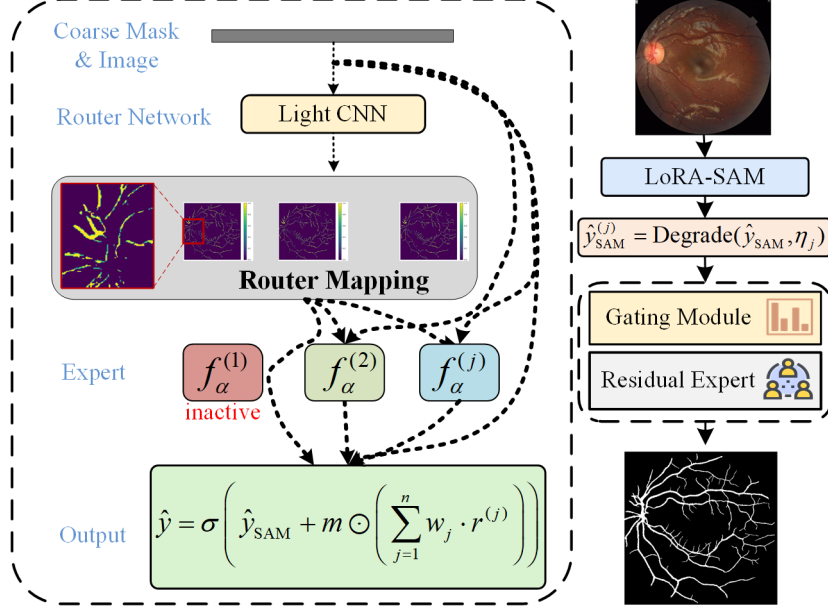 Coarse Mask
& Image
Router Network
Light CNN
Router Mapping
Expert
f_α^{(1)}
f_α^{(2)}
f_α^{(j)}
inactive
Output
ŷ = σ( ŷ_SAM + m ⊙ ( ∑_{j=1}^{n} w_j · r^{(j)} ) )
LoRA-SAM
ŷ_SAM^{(j)} = Degrade(ŷ_SAM, η_j)
Gating Module
Residual Expert